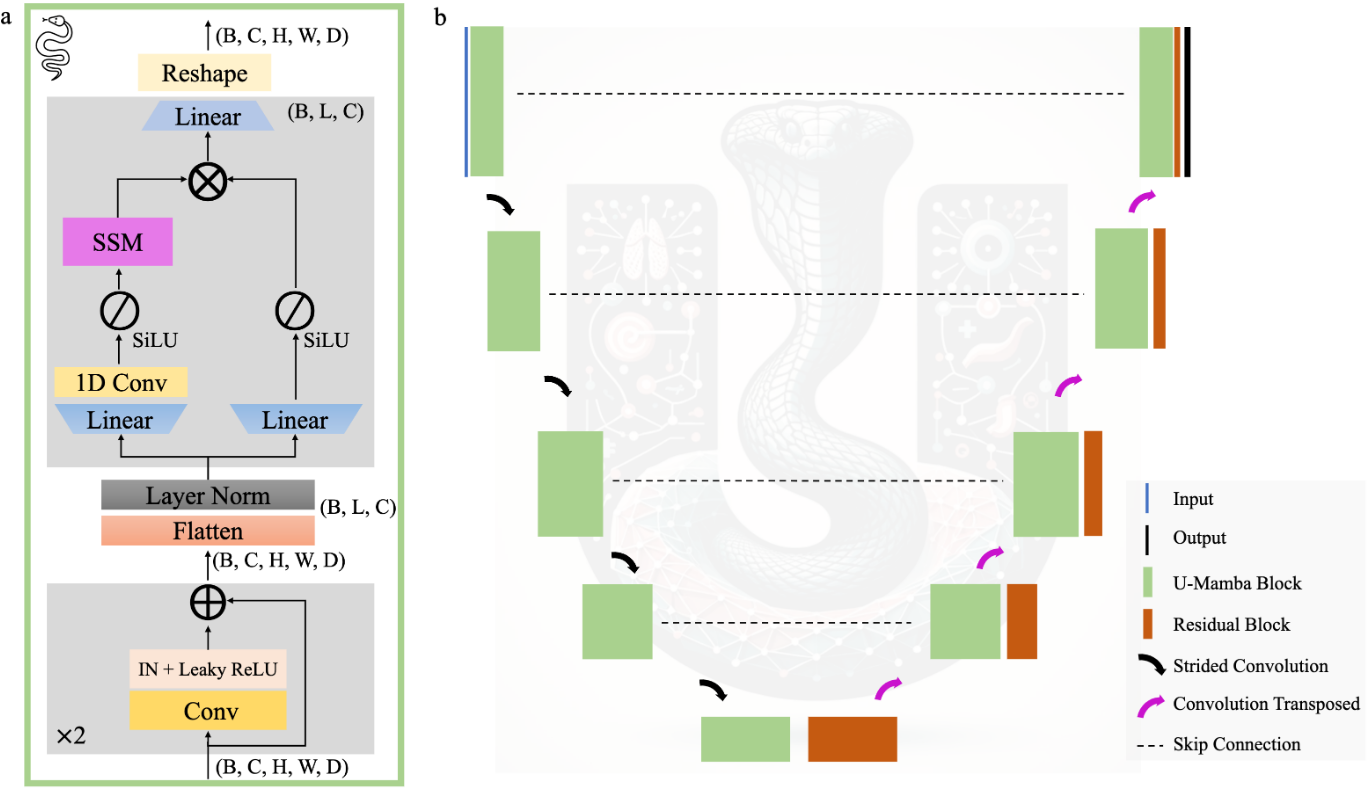 a
(B, C, H, W, D)
Reshape
Linear
(B, L, C)
SSM
SiLU
SiLU
1D Conv
Linear
Linear
Layer Norm
(B, L, C)
Flatten
(B, C, H, W, D)
IN + Leaky ReLU
Conv
×2
(B, C, H, W, D)
b
Input
Output
U-Mamba Block
Residual Block
Strided Convolution
Convolution Transposed
Skip Connection